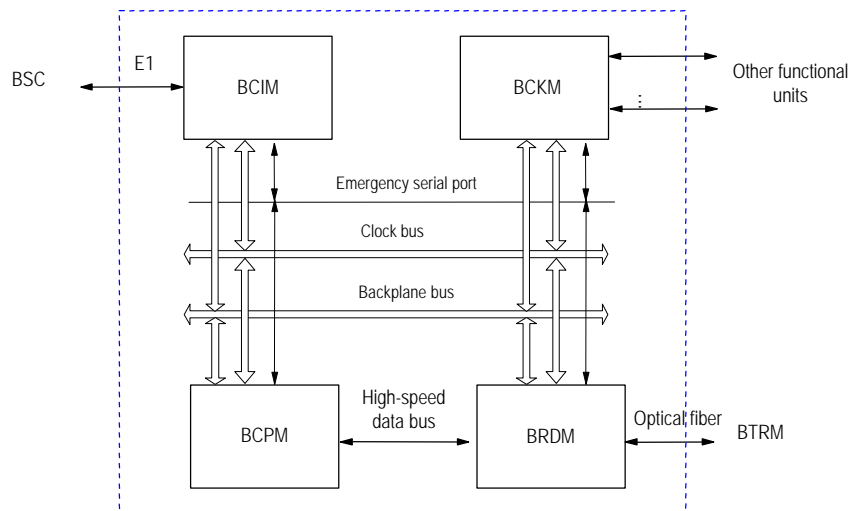 E1
BSC
BCIM
BCKM
Other functional
units
...
Emergency serial port
Clock bus
Backplane bus
High-speed
data bus
BCPM
BRDM
Optical fiber
BTRM